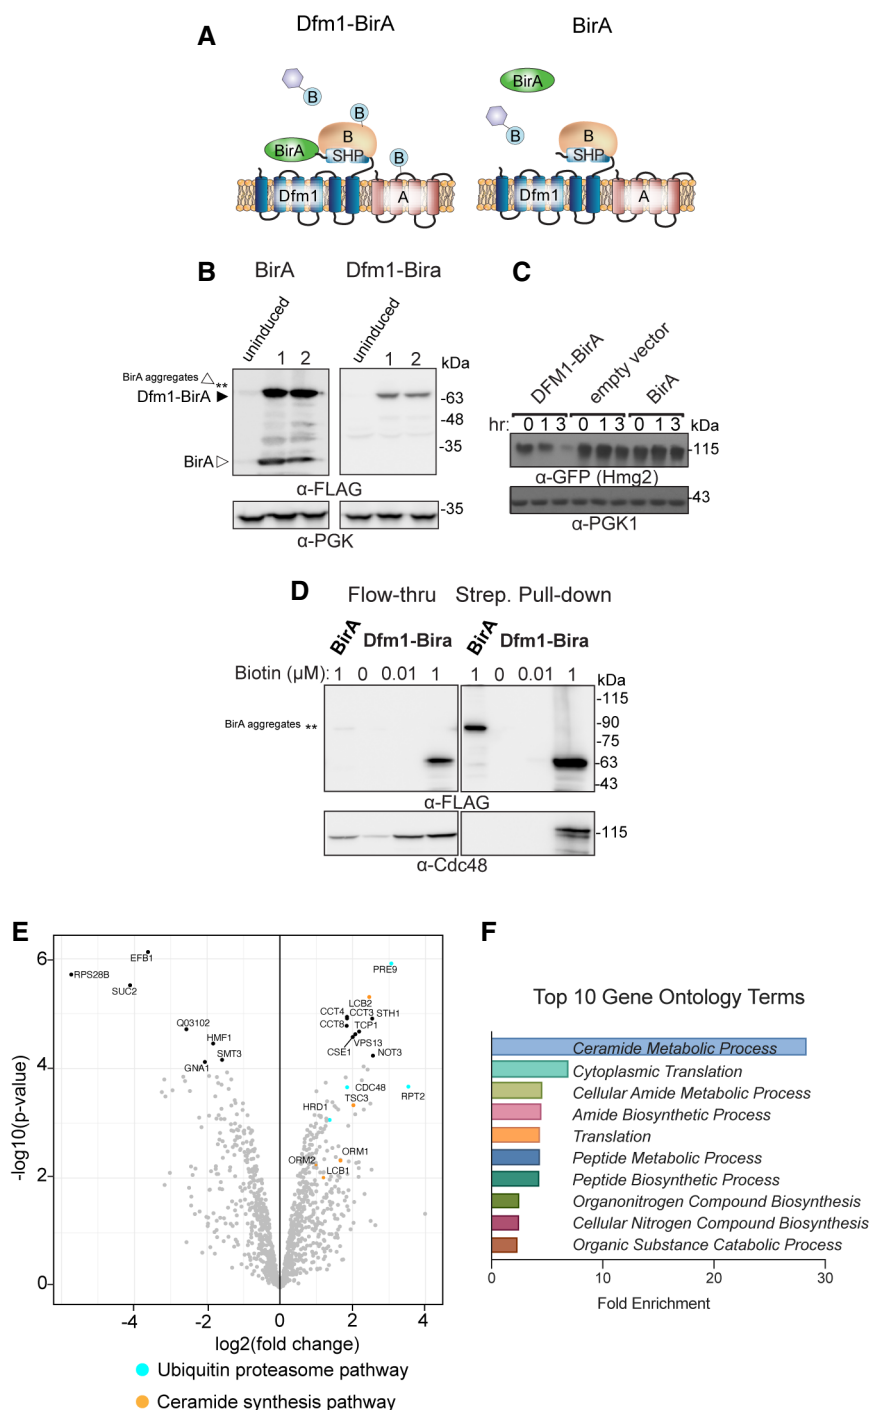 A
Dfm1-BirA
BirA
B
B
B
BirA
SHP
B
Dfm1
A
BirA
B
B
SHP
Dfm1
A
B
BirA
Dfm1-Bira
uninduced
1 2
uninduced
1 2
kDa
BirA aggregates
**
Dfm1-BirA
BirA
-63
-48
-35
α-FLAG
-35
α-PGK
C
DFM1-BirA
empty vector
BirA
hr: 0 1 3 0 1 3 0 1 3 kDa
-115
α-GFP (Hmg2)
-43
α-PGK1
D
Flow-thru Strep. Pull-down
BirA Dfm1-Bira BirA Dfm1-Bira
Biotin (µM): 1 0 0.01 1 1 0 0.01 1
kDa
-115
BirA aggregates **
-90
-75
-63
-43
α-FLAG
-115
α-Cdc48
E
-log10(p-value)
6
4
2
0
EFB1
RPS28B
SUC2
Q03102
HMF1
SMT3
GNA1
PRE9
LCB2
CCT4
CCT3
STH1
CCT8
TCP1
VPS13
CSE1
NOT3
CDC48
RPT2
TSC3
HRD1
ORM1
ORM2
LCB1
-4 -2 0 2 4
log2(fold change)
Ubiquitin proteasome pathway
Ceramide synthesis pathway
F
Top 10 Gene Ontology Terms
Ceramide Metabolic Process
Cytoplasmic Translation
Cellular Amide Metabolic Process
Amide Biosynthetic Process
Translation
Peptide Metabolic Process
Peptide Biosynthetic Process
Organonitrogen Compound Biosynthesis
Cellular Nitrogen Compound Biosynthesis
Organic Substance Catabolic Process
0 10 20 30
Fold Enrichment